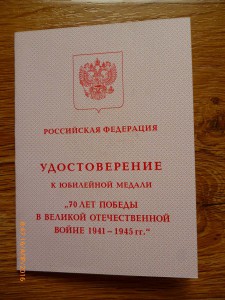 РОССИЙСКАЯ ФЕДЕРАЦИЯ
УДОСТОВЕРЕНИЕ
К ЮБИЛЕЙНОЙ МЕДАЛИ
„70 ЛЕТ ПОБЕДЫ
В ВЕЛИКОЙ ОТЕЧЕСТВЕННОЙ
ВОЙНЕ 1941 – 1945 гг.“